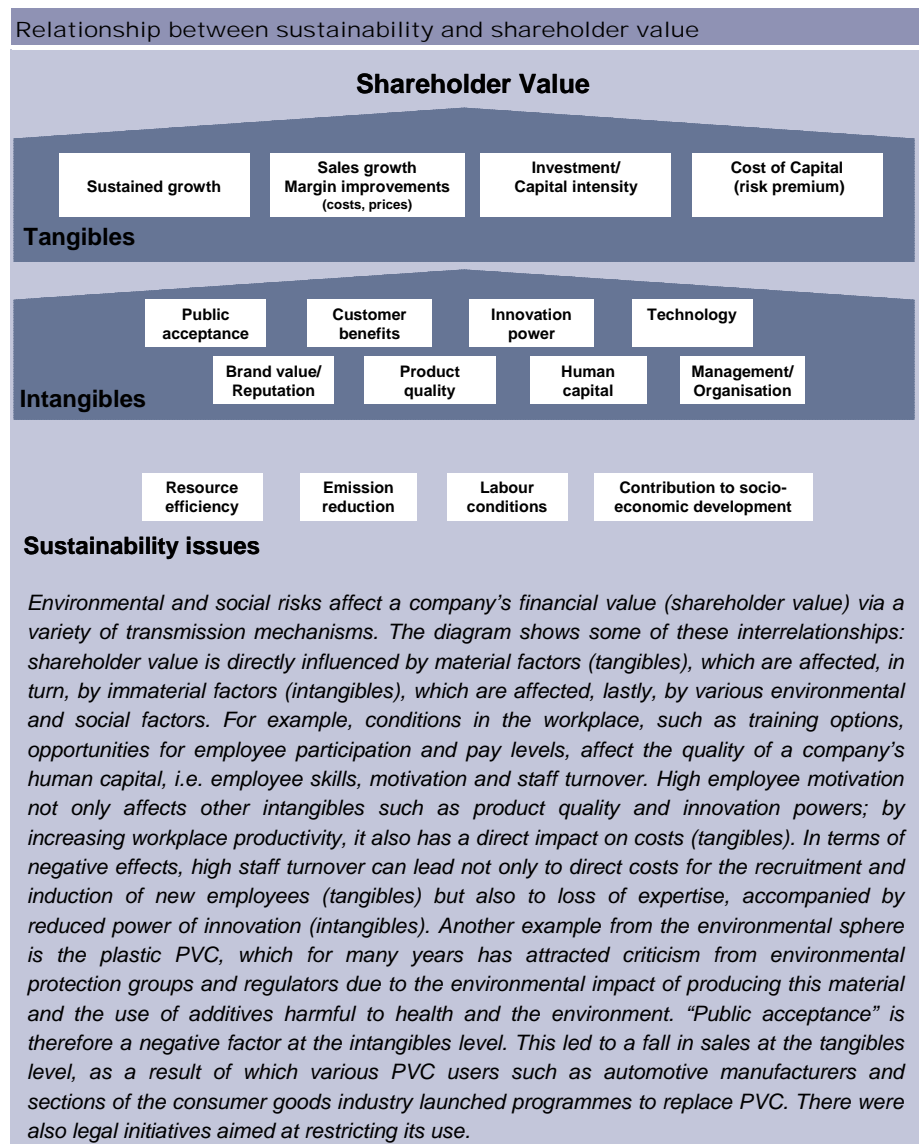 Relationship between sustainability and shareholder value
Shareholder Value
Sustained growth
Sales growth
Margin improvements
(costs, prices)
Investment/
Capital intensity
Cost of Capital
(risk premium)
Tangibles
Public
acceptance
Customer
benefits
Innovation
power
Technology
Brand value/
Reputation
Product
quality
Human
capital
Management/
Organisation
Intangibles
Resource
efficiency
Emission
reduction
Labour
conditions
Contribution to socio-
economic development
Sustainability issues
Environmental and social risks affect a company's financial value (shareholder value) via a
variety of transmission mechanisms. The diagram shows some of these interrelationships:
shareholder value is directly influenced by material factors (tangibles), which are affected, in
turn, by immaterial factors (intangibles), which are affected, lastly, by various environmental
and social factors. For example, conditions in the workplace, such as training options,
opportunities for employee participation and pay levels, affect the quality of a company's
human capital, i.e. employee skills, motivation and staff turnover. High employee motivation
not only affects other intangibles such as product quality and innovation powers; by
increasing workplace productivity, it also has a direct impact on costs (tangibles). In terms of
negative effects, high staff turnover can lead not only to direct costs for the recruitment and
induction of new employees (tangibles) but also to loss of expertise, accompanied by
reduced power of innovation (intangibles). Another example from the environmental sphere
is the plastic PVC, which for many years has attracted criticism from environmental
protection groups and regulators due to the environmental impact of producing this material
and the use of additives harmful to health and the environment. “Public acceptance” is
therefore a negative factor at the intangibles level. This led to a fall in sales at the tangibles
level, as a result of which various PVC users such as automotive manufacturers and
sections of the consumer goods industry launched programmes to replace PVC. There were
also legal initiatives aimed at restricting its use.